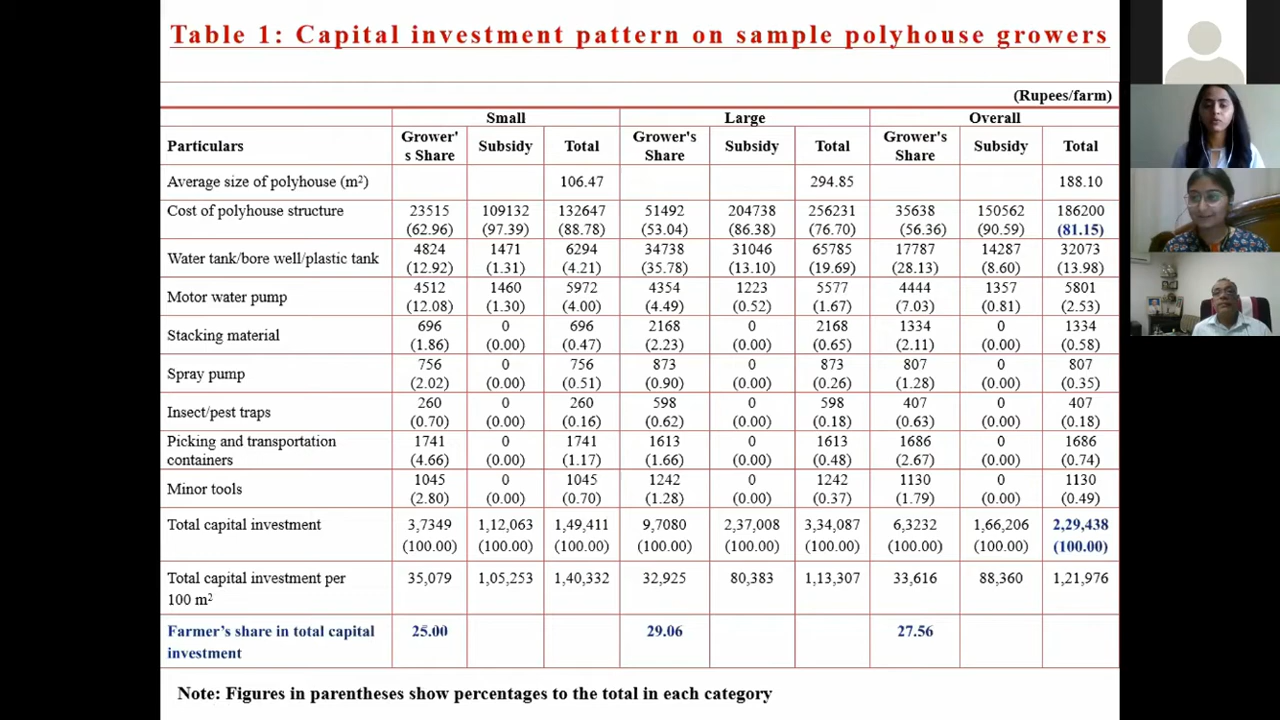 Table 1: Capital investment pattern on sample polyhouse growers
(Rupees/farm)
Small Large Overall
Particulars Grower's Share Subsidy Total Grower's Share Subsidy Total Grower's Share Subsidy Total
Average size of polyhouse (m²) 106.47 294.85 188.10
Cost of polyhouse structure 23515 109132 132647 51492 204738 256231 35638 150562 186200
(62.96) (97.39) (88.78) (53.04) (86.38) (76.70) (56.36) (90.59) (81.15)
Water tank/bore well/plastic tank 4824 1471 6294 34738 31046 65785 17787 14287 32073
(12.92) (1.31) (4.21) (35.78) (13.10) (19.69) (28.13) (8.60) (13.98)
Motor water pump 4512 1460 5972 4354 1223 5577 4444 1357 5801
(12.08) (1.30) (4.00) (4.49) (0.52) (1.67) (7.03) (0.81) (2.53)
Stacking material 696 0 696 2168 0 2168 1334 0 1334
(1.86) (0.00) (0.47) (2.23) (0.00) (0.65) (2.11) (0.00) (0.58)
Spray pump 756 0 756 873 0 873 807 0 807
(2.02) (0.00) (0.51) (0.90) (0.00) (0.26) (1.28) (0.00) (0.35)
Insect/pest traps 260 0 260 598 0 598 407 0 407
(0.70) (0.00) (0.16) (0.62) (0.00) (0.18) (0.63) (0.00) (0.18)
Picking and transportation 1741 0 1741 1613 0 1613 1686 0 1686
containers (4.66) (0.00) (1.17) (1.66) (0.00) (0.48) (2.67) (0.00) (0.74)
Minor tools 1045 0 1045 1242 0 1242 1130 0 1130
(2.80) (0.00) (0.70) (1.28) (0.00) (0.37) (1.79) (0.00) (0.49)
Total capital investment 3,7349 1,12,063 1,49,411 9,7080 2,37,008 3,34,087 6,3232 1,66,206 2,29,438
(100.00) (100.00) (100.00) (100.00) (100.00) (100.00) (100.00) (100.00) (100.00)
Total capital investment per 35,079 1,05,253 1,40,332 32,925 80,383 1,13,307 33,616 88,360 1,21,976
100 m²
Farmer's share in total capital 25.00 29.06 27.56
investment
Note: Figures in parentheses show percentages to the total in each category